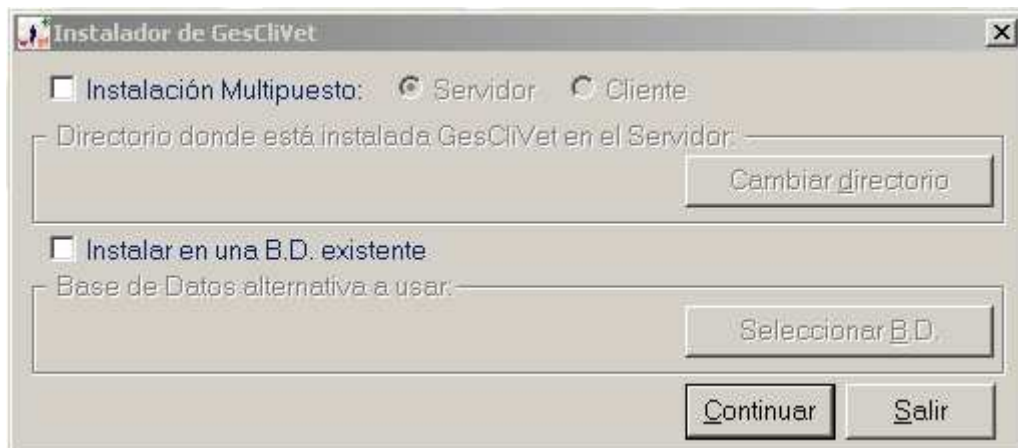 Instalador de GesCliVet
Instalación Multipuesto: Servidor Cliente
Directorio donde está instalada GesCliVet en el Servidor:
Cambiar directorio
Instalar en una B.D. existente
Base de Datos alternativa a usar:
Seleccionar B.D.
Continuar Salir